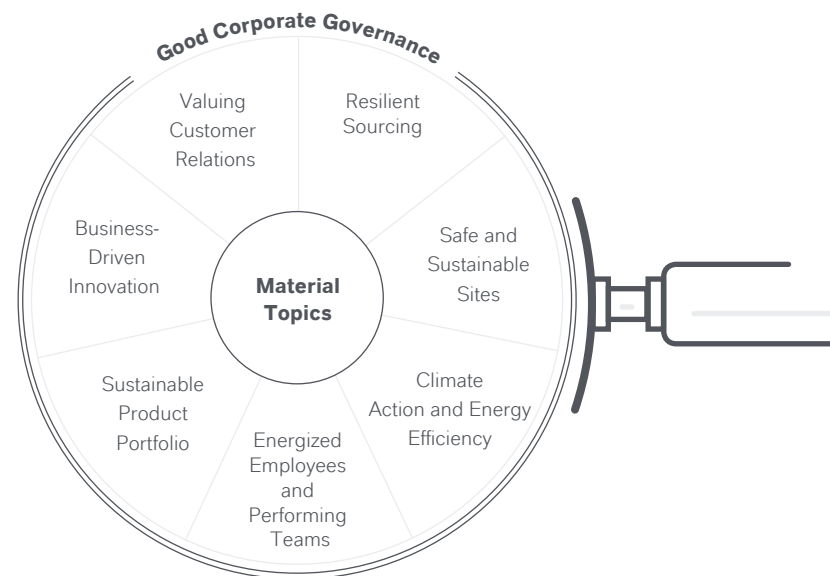 Good Corporate Governance
Valuing
Customer
Relations
Resilient
Sourcing
Business-
Driven
Innovation
Material
Topics
Safe and
Sustainable
Sites
Sustainable
Product
Portfolio
Energized
Employees
and
Performing
Teams
Climate
Action and Energy
Efficiency